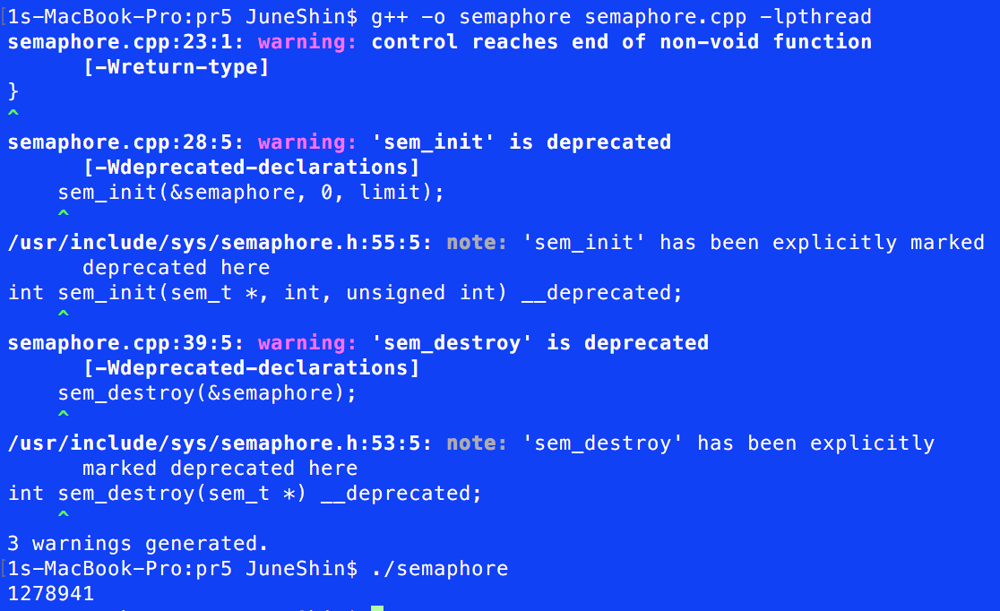 [1s-MacBook-Pro:pr5 JuneShin$ g++ -o semaphore semaphore.cpp -lpthread
semaphore.cpp:23:1: warning: control reaches end of non-void function
      [-Wreturn-type]
}
^
semaphore.cpp:28:5: warning: 'sem_init' is deprecated
      [-Wdeprecated-declarations]
    sem_init(&semaphore, 0, limit);
    ^
/usr/include/sys/semaphore.h:55:5: note: 'sem_init' has been explicitly marked
      deprecated here
int sem_init(sem_t *, int, unsigned int) __deprecated;
    ^
semaphore.cpp:39:5: warning: 'sem_destroy' is deprecated
      [-Wdeprecated-declarations]
    sem_destroy(&semaphore);
    ^
/usr/include/sys/semaphore.h:53:5: note: 'sem_destroy' has been explicitly
      marked deprecated here
int sem_destroy(sem_t *) __deprecated;
    ^
3 warnings generated.
[1s-MacBook-Pro:pr5 JuneShin$ ./semaphore
1278941